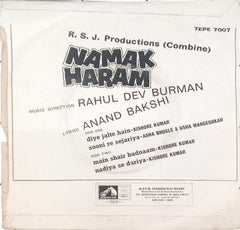 7EPE 7007
R. S. J. Productions (Combine)
NAMAK
HARAM
MUSIC DIRECTION RAHUL DEV BURMAN
LYRICS ANAND BAKSHI
SIDE ONE
diye jalte hain-KISHORE KUMAR
sooni re sejariya-ASHA BHOSLE & USHA MANGESHKAR
SIDE TWO
main shair badnaam-KISHORE KUMAR
nadiya se dariya-KISHORE KUMAR